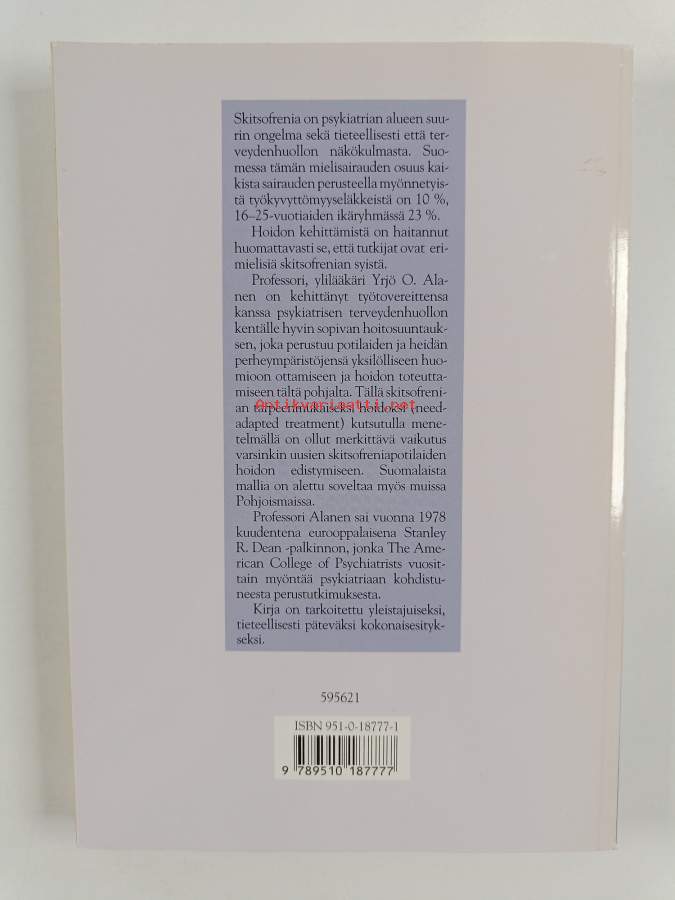 Skitsofrenia on psykiatrian alueen suu-
rin ongelma sekä tieteellisesti että ter-
veydenhuollon näkökulmasta. Suo-
messa tämän mielisairauden osuus kai-
kista sairauden perusteella myönnetyis-
tä työkyvyttömyyseläkkeistä on 10 %,
16–25-vuotiaiden ikäryhmässä 23 %.
Hoidon kehittämistä on haitannut
huomattavasti se, että tutkijat ovat eri-
mielisiä skitsofrenian syistä.
Professori, ylilääkäri Yrjö O. Ala-
nen on kehittänyt työtovereittensa
kanssa psykiatrisen terveydenhuollon
kentälle hyvin sopivan hoitosuuntauk-
sen, joka perustuu potilaiden ja heidän
perheympäristöjensä yksilölliseen huo-
mioon ottamiseen ja hoidon toteutta-
miseen tältä pohjalta. Tällä skitsofreni-
an tarpeenmukaiseksi hoidoksi (need-
Antikvariaatti.net
adapted treatment) kutsutulla mene-
telmällä on ollut merkittävä vaikutus
varsinkin uusien skitsofreniapotilaiden
hoidon edistymiseen. Suomalaista
mallia on alettu soveltaa myös muissa
Pohjoismaissa.
Professori Alanen sai vuonna 1978
kuudentena eurooppalaisena Stanley
R. Dean -palkinnon, jonka The Ame-
rican College of Psychiatrists vuosit-
tain myöntää psykiatriaan kohdistu-
neesta perustutkimuksesta.
Kirja on tarkoitettu yleistajuiseksi,
tieteellisesti päteväksi kokonaisesityk-
seksi.
595621
ISBN 951-0-18777-1
9 789510 187777